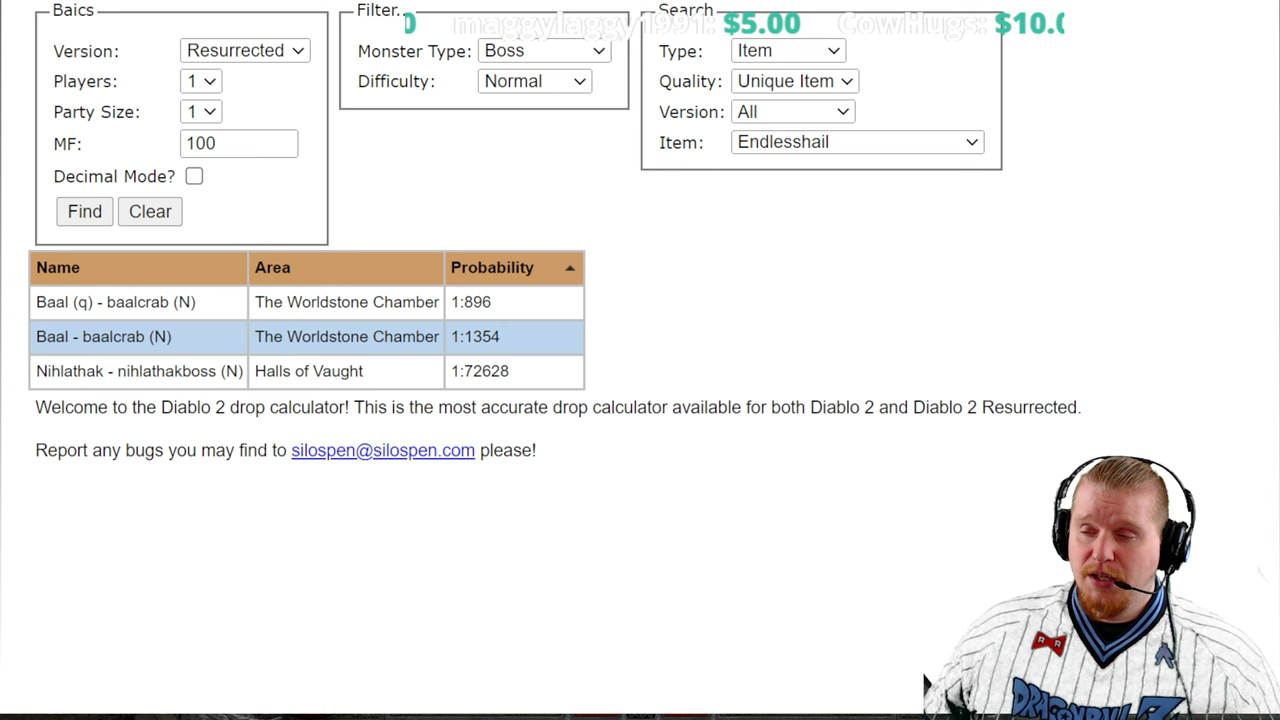 Baics
Version: Resurrected
Players: 1
Party Size: 1
MF: 100
Decimal Mode?
Find Clear
Filter..
Monster Type: Boss
Difficulty: Normal
Search
Type: Item
Quality: Unique Item
Version: All
Item: Endlesshail
0 maggylaggy1991: $5.00 CowHugs: $10.0
Name Area Probability
Baal (q) - baalcrab (N) The Worldstone Chamber 1:896
Baal - baalcrab (N) The Worldstone Chamber 1:1354
Nihlathak - nihlathakboss (N) Halls of Vaught 1:72628
Welcome to the Diablo 2 drop calculator! This is the most accurate drop calculator available for both Diablo 2 and Diablo 2 Resurrected.
Report any bugs you may find to silospen@silospen.com please!